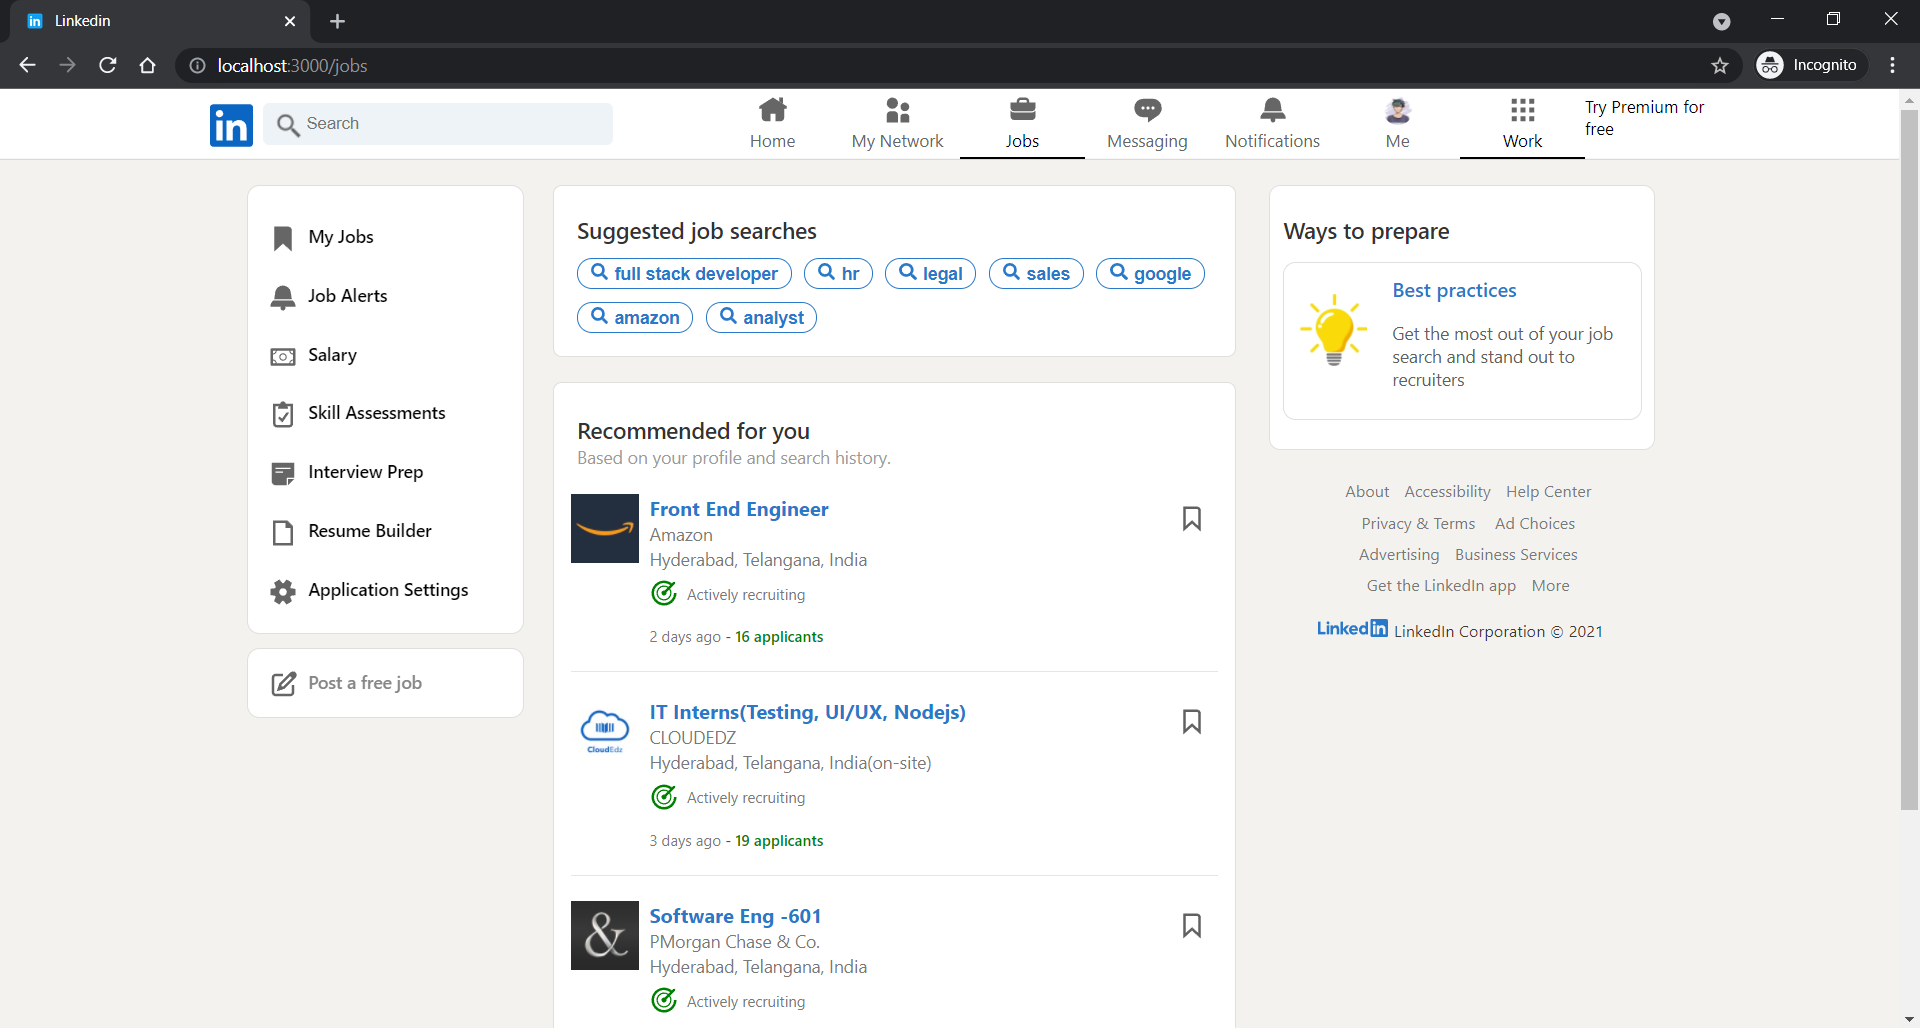 Linkedin
localhost:3000/jobs
Incognito
in
Search
Home
My Network
Jobs
Messaging
Notifications
Me
Work
Try Premium for
free
My Jobs
Job Alerts
Salary
Skill Assessments
Interview Prep
Resume Builder
Application Settings
Post a free job
Suggested job searches
full stack developer
hr
legal
sales
google
amazon
analyst
Recommended for you
Based on your profile and search history.
Front End Engineer
Amazon
Hyderabad, Telangana, India
Actively recruiting
2 days ago - 16 applicants
CloudEdz
IT Interns(Testing, UI/UX, Nodejs)
CLOUDEDZ
Hyderabad, Telangana, India(on-site)
Actively recruiting
3 days ago - 19 applicants
&
Software Eng -601
PMorgan Chase & Co.
Hyderabad, Telangana, India
Actively recruiting
Ways to prepare
Best practices
Get the most out of your job
search and stand out to
recruiters
About Accessibility Help Center
Privacy & Terms Ad Choices
Advertising Business Services
Get the LinkedIn app More
Linkedin LinkedIn Corporation © 2021